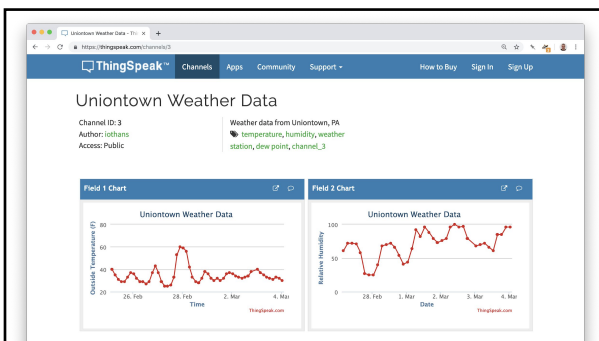 Uniontown Weather Data - Thi
https://thingspeak.com/channels/3
ThingSpeak™ Channels Apps Community Support How to Buy Sign In Sign Up
Uniontown Weather Data
Channel ID: 3
Author: iothans
Access: Public
Weather data from Uniontown, PA
temperature, humidity, weather
station, dew point, channel_3
Field 1 Chart
Uniontown Weather Data
Outside Temperature (F)
80
60
40
20
26. Feb 28. Feb 2. Mar 4. Mar
Time
ThingSpeak.com
Field 2 Chart
Uniontown Weather Data
Relative Humidity
100
50
0
28. Feb 1. Mar 2. Mar 3. Mar 4. Mar
Date
ThingSpeak.com